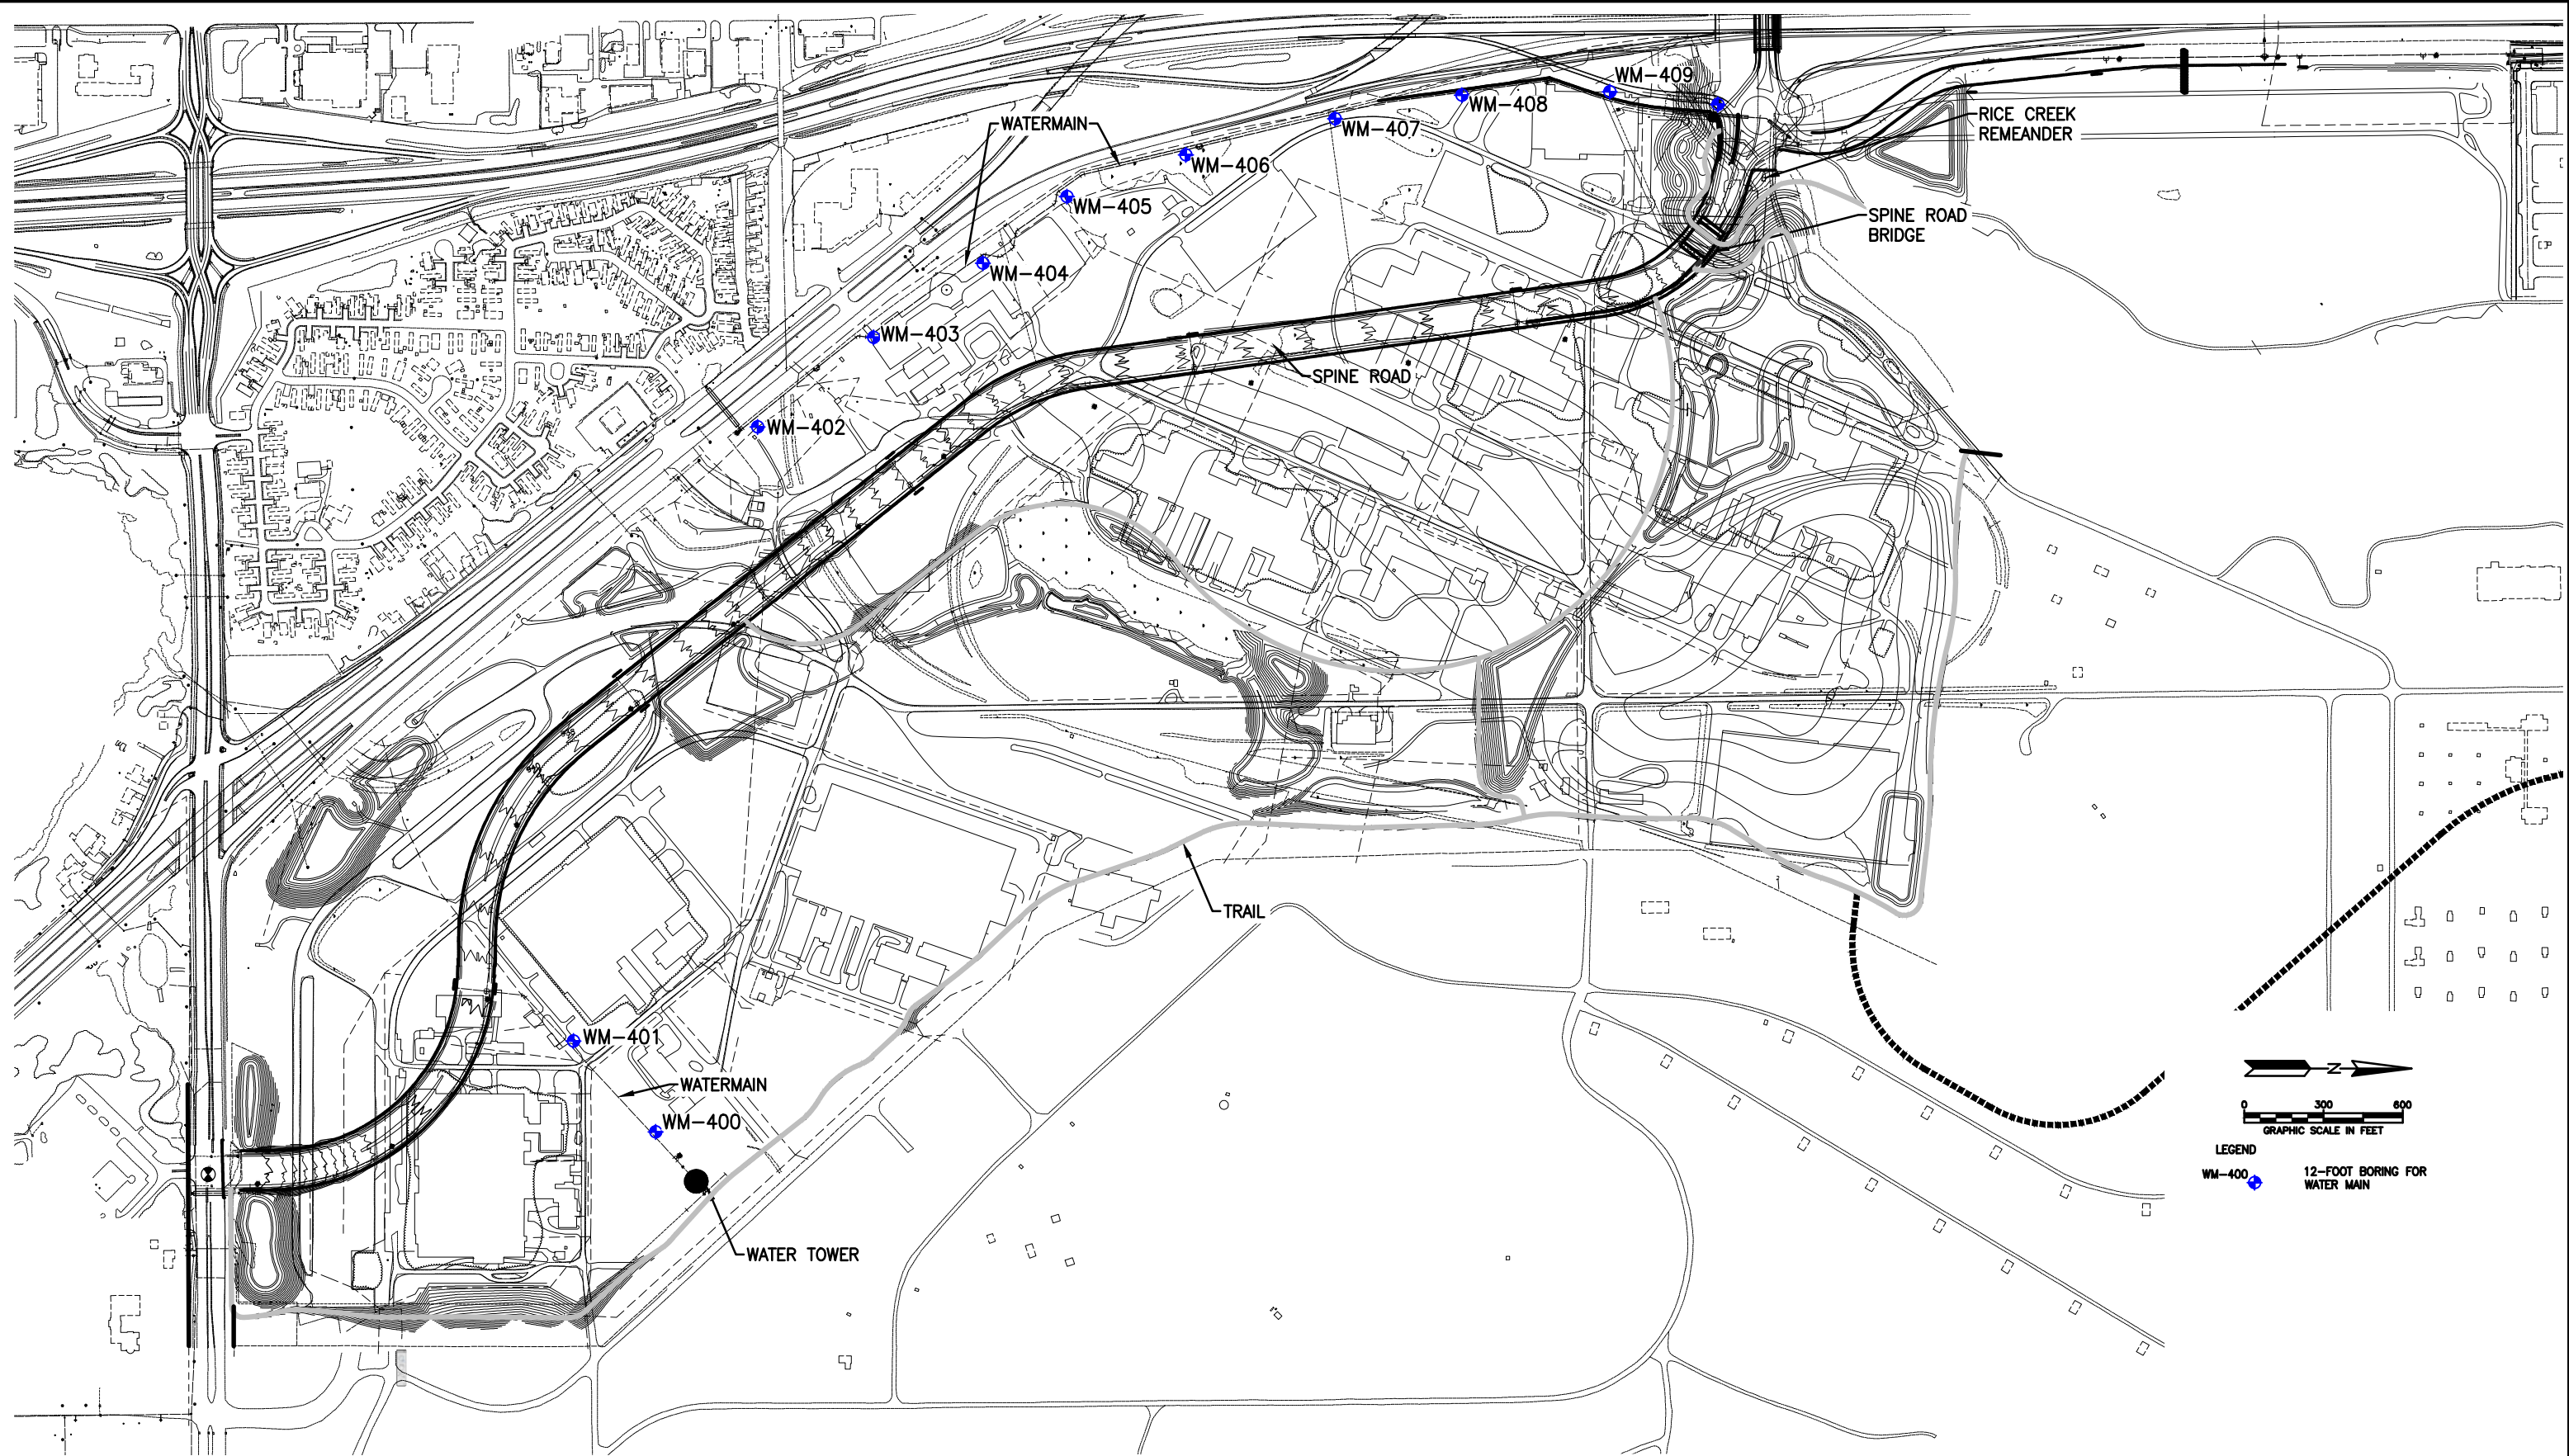 WM-409
WM-408
RICE CREEK
REMEANDER
WATERMAIN
WM-407
WM-406
WM-405
SPINE ROAD
BRIDGE
WM-404
WM-403
SPINE ROAD
WM-402
TRAIL
WM-401
WATERMAIN
WM-400
WATER TOWER
N
0 300 600
GRAPHIC SCALE IN FEET
LEGEND
WM-400 12-FOOT BORING FOR
WATER MAIN